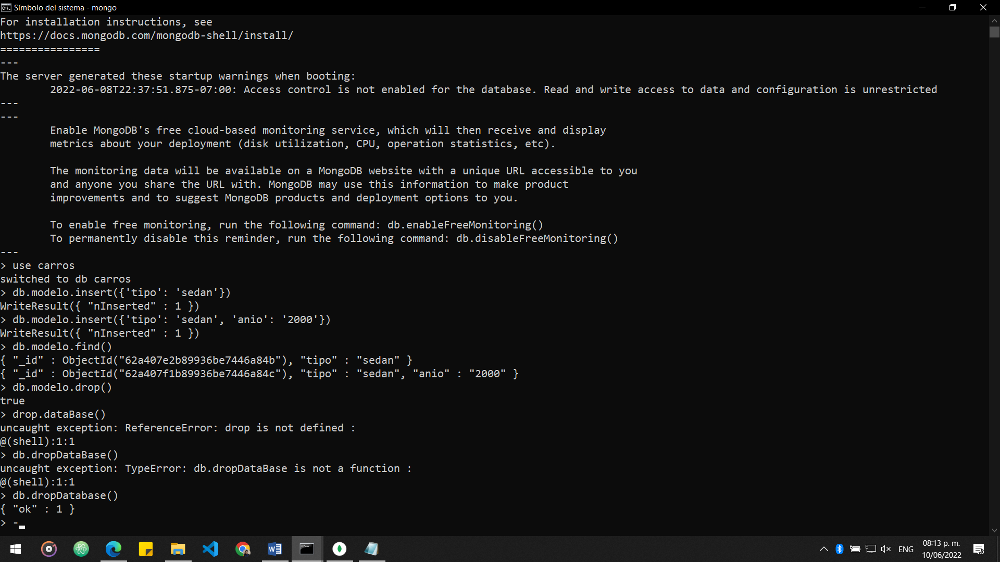 Símbolo del sistema - mongo
For installation instructions, see
https://docs.mongodb.com/mongodb-shell/install/
================
---
The server generated these startup warnings when booting:
        2022-06-08T22:37:51.875-07:00: Access control is not enabled for the database. Read and write access to data and configuration is unrestricted
---
---
        Enable MongoDB's free cloud-based monitoring service, which will then receive and display
        metrics about your deployment (disk utilization, CPU, operation statistics, etc).

        The monitoring data will be available on a MongoDB website with a unique URL accessible to you
        and anyone you share the URL with. MongoDB may use this information to make product
        improvements and to suggest MongoDB products and deployment options to you.

        To enable free monitoring, run the following command: db.enableFreeMonitoring()
        To permanently disable this reminder, run the following command: db.disableFreeMonitoring()
---
> use carros
switched to db carros
> db.modelo.insert({'tipo': 'sedan'})
WriteResult({ "nInserted" : 1 })
> db.modelo.insert({'tipo': 'sedan', 'anio': '2000'})
WriteResult({ "nInserted" : 1 })
> db.modelo.find()
{ "_id" : ObjectId("62a407e2b89936be7446a84b"), "tipo" : "sedan" }
{ "_id" : ObjectId("62a407f1b89936be7446a84c"), "tipo" : "sedan", "anio" : "2000" }
> db.modelo.drop()
true
> drop.dataBase()
uncaught exception: ReferenceError: drop is not defined :
@(shell):1:1
> db.dropDataBase()
uncaught exception: TypeError: db.dropDataBase is not a function :
@(shell):1:1
> db.dropDatabase()
{ "ok" : 1 }
> -
ENG
08:13 p. m.
10/06/2022